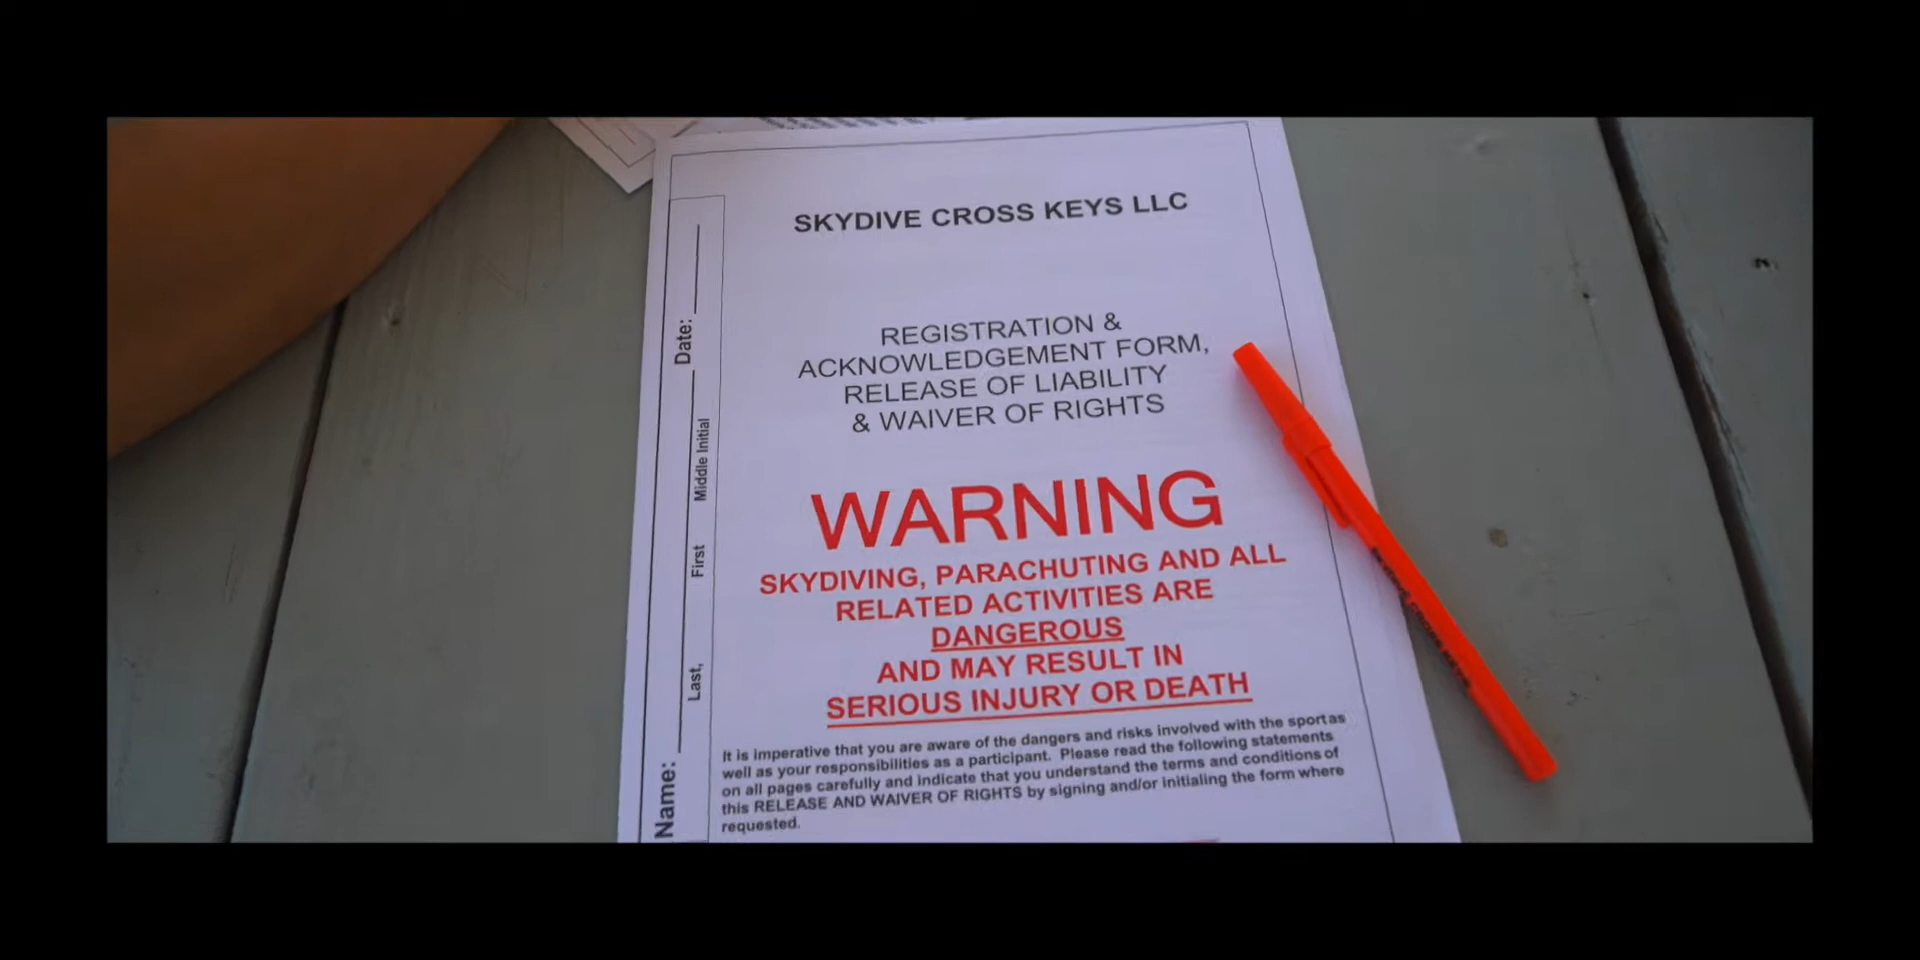 SKYDIVE CROSS KEYS LLC
REGISTRATION &
ACKNOWLEDGEMENT FORM,
RELEASE OF LIABILITY
& WAIVER OF RIGHTS
WARNING
SKYDIVING, PARACHUTING AND ALL
RELATED ACTIVITIES ARE
DANGEROUS
AND MAY RESULT IN
SERIOUS INJURY OR DEATH
It is imperative that you are aware of the dangers and risks involved with the sport as
well as your responsibilities as a participant. Please read the following statements
on all pages carefully and indicate that you understand the terms and conditions of
this RELEASE AND WAIVER OF RIGHTS by signing and/or initialing the form where
requested.
Name: Date:
Last, First Middle Initial